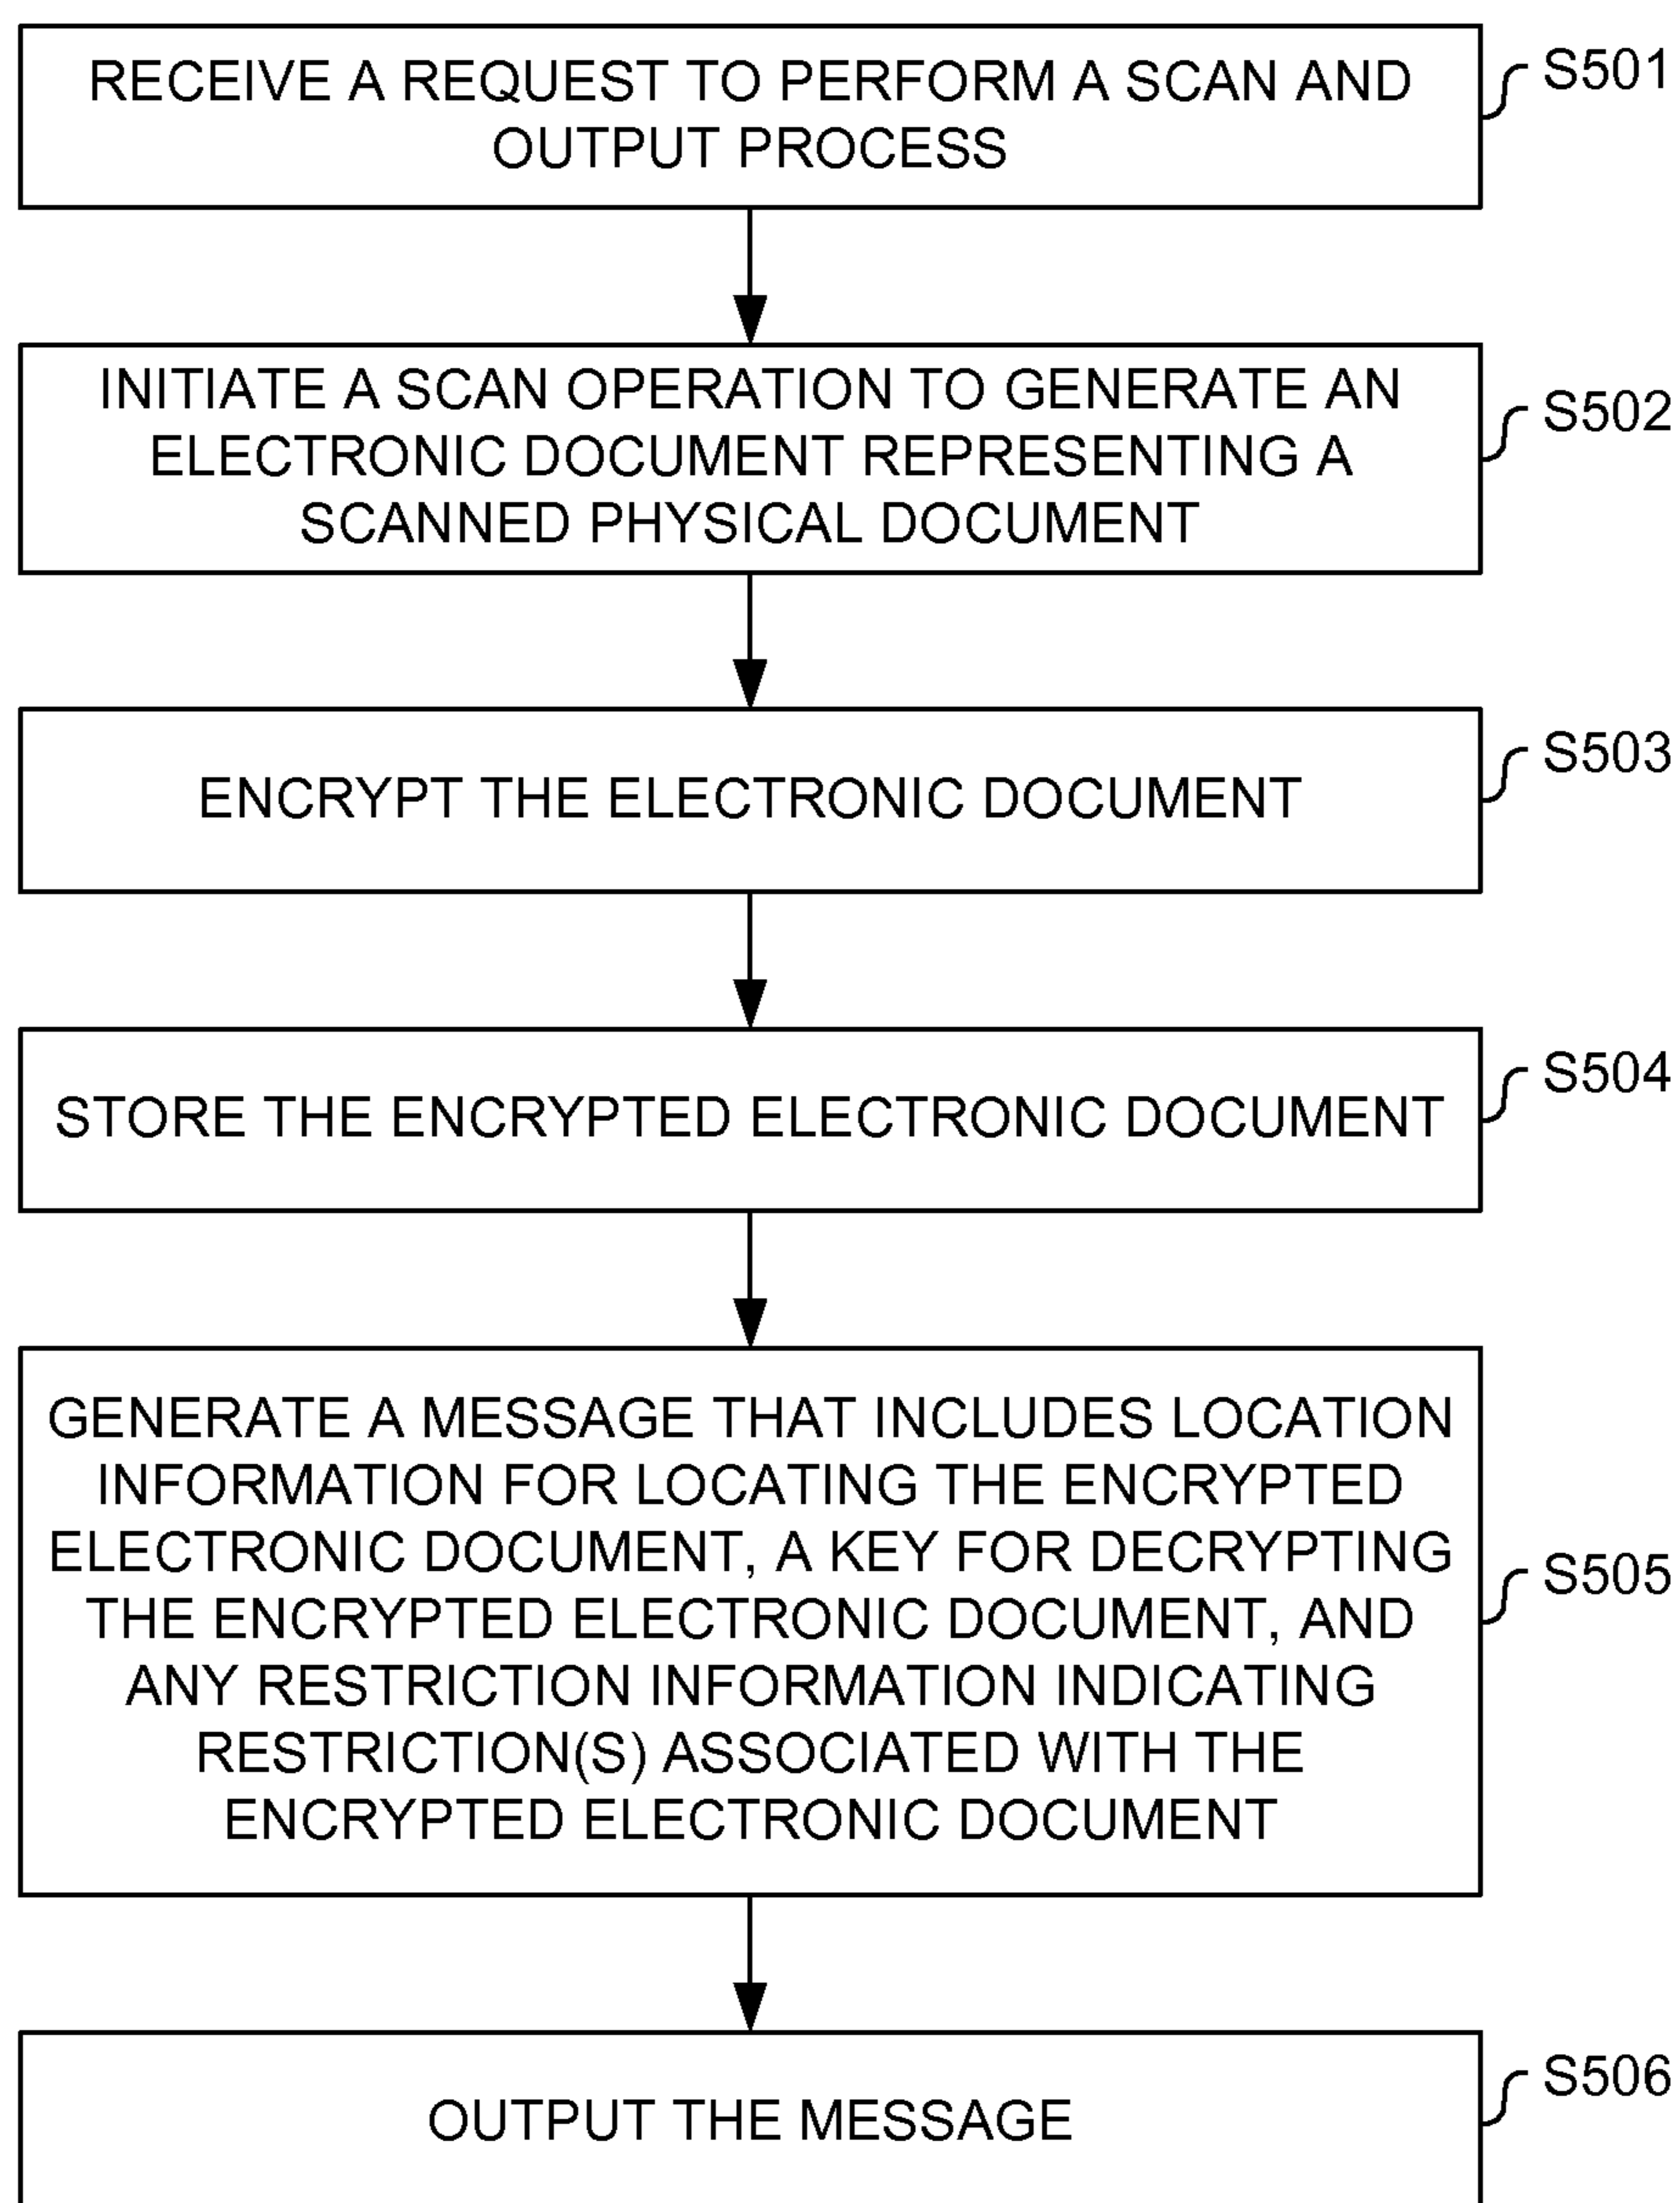 RECEIVE A REQUEST TO PERFORM A SCAN AND
OUTPUT PROCESS
S501
INITIATE A SCAN OPERATION TO GENERATE AN
ELECTRONIC DOCUMENT REPRESENTING A
SCANNED PHYSICAL DOCUMENT
S502
ENCRYPT THE ELECTRONIC DOCUMENT
S503
STORE THE ENCRYPTED ELECTRONIC DOCUMENT
S504
GENERATE A MESSAGE THAT INCLUDES LOCATION
INFORMATION FOR LOCATING THE ENCRYPTED
ELECTRONIC DOCUMENT, A KEY FOR DECRYPTING
THE ENCRYPTED ELECTRONIC DOCUMENT, AND
ANY RESTRICTION INFORMATION INDICATING
RESTRICTION(S) ASSOCIATED WITH THE
ENCRYPTED ELECTRONIC DOCUMENT
S505
OUTPUT THE MESSAGE
S506